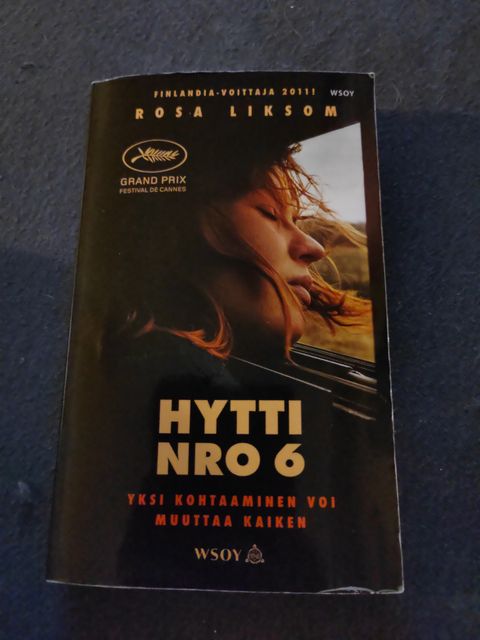 FINLANDIA-VOITTAJA 2011! WSOY
ROSA LIKSOM
GRAND PRIX
FESTIVAL DE CANNES
HYTTI
NRO 6
YKSI KOHTAAMINEN VOI
MUUTTAA KAIKEN
WSOY